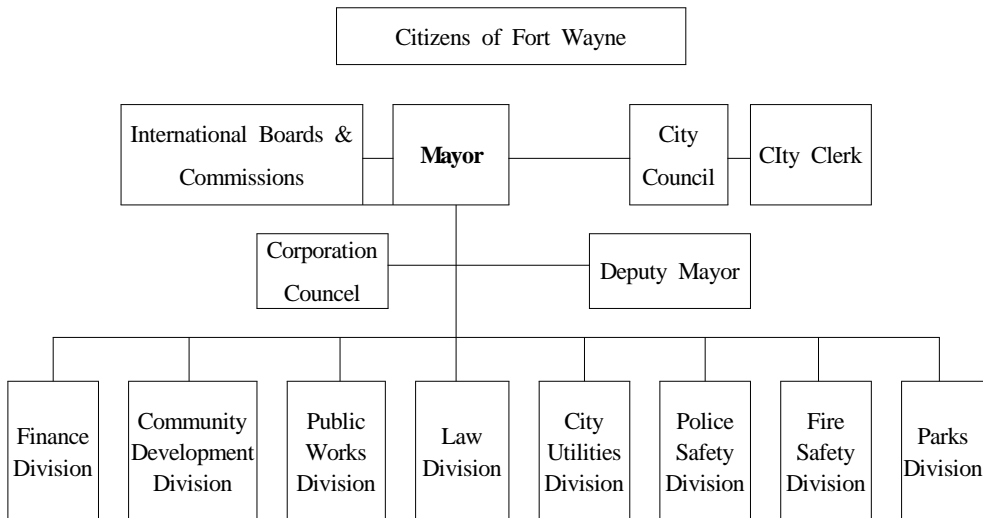 Citizens of Fort Wayne
International Boards &
Commissions
Mayor
City
Council
CIty Clerk
Corporation
Councel
Deputy Mayor
Finance
Division
Community
Development
Division
Public
Works
Division
Law
Division
City
Utilities
Division
Police
Safety
Division
Fire
Safety
Division
Parks
Division